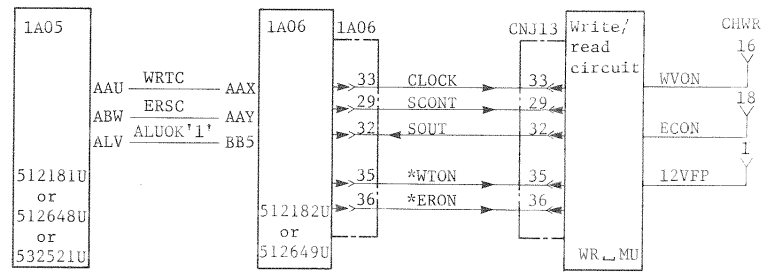 1A05 1A06 1A06 CNJ13 Write/ CHWR
read 16
circuit
33 CLOCK 33 WVON
AAU WRTC AAX
29 SCONT 29 18
ABW ERSC AAY
32 SOUT 32 ECON
ALV ALUOK'1' BB5
1
35 *WTON 35 12VFP
36 *ERON 36
512181U
or
512648U
or
532521U
512182U
or
512649U
WR␣MU